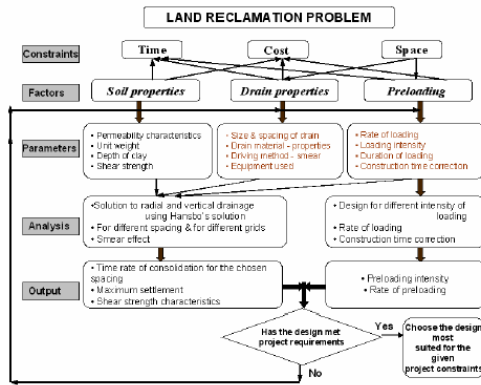 LAND RECLAMATION PROBLEM
Constraints
Time
Cost
Space
Factors
Soil properties
Drain properties
Preloading
Parameters
• Permeability characteristics
• Unit weight
• Depth of clay
• Shear strength
• Size & spacing of drain
• Drain material - properties
• Driving method - smear
• Equipment used
• Rate of loading
• Loading intensity
• Duration of loading
• Construction time correction
Analysis
•Solution to radial and vertical drainage
using Hansbo's solution
• For different spacing & for different grids
• Smear effect
• Design for different intensity of
loading
• Rate of loading
• Construction time correction
Output
• Time rate of consolidation for the chosen
spacing
• Maximum settlement
• Shear strength characteristics
• Preloading intensity
• Rate of preloading
Has the design met
project requirements
Yes
Choose the design
most
suited for the
given
project constraints
No